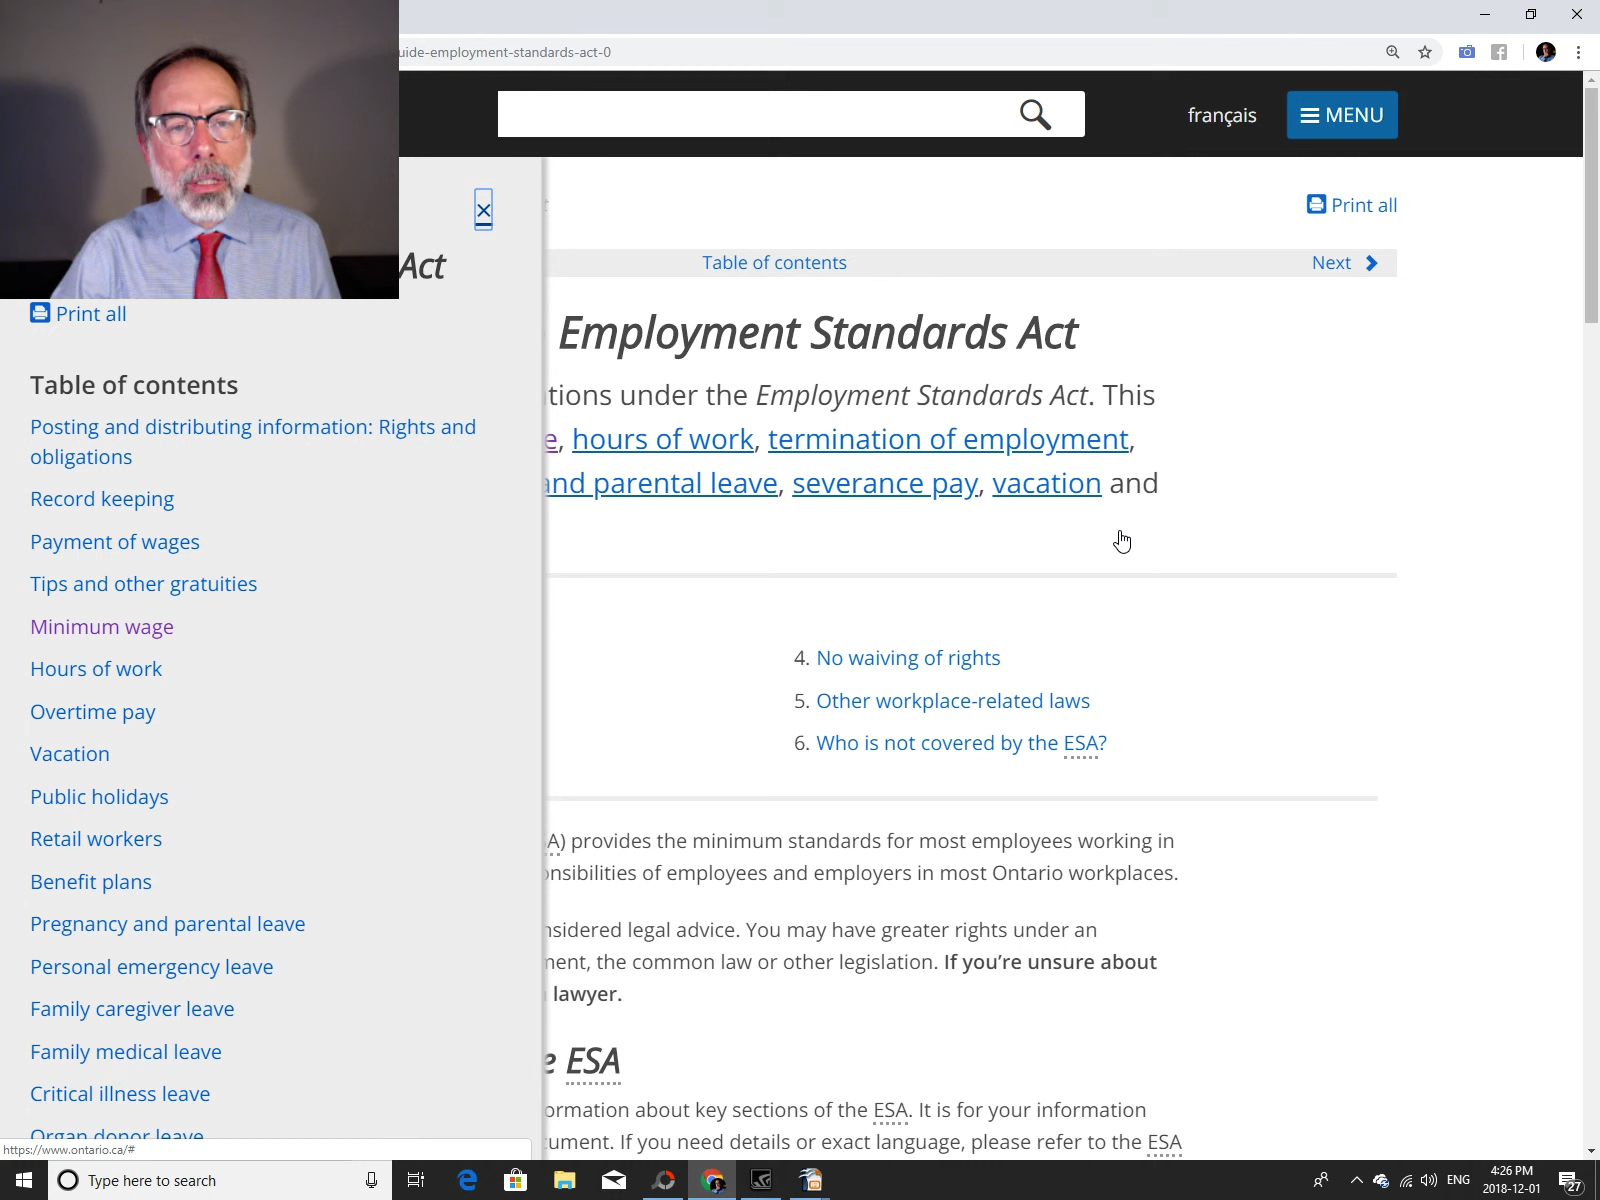 uide-employment-standards-act-0
français
MENU
Print all
Act
Table of contents
Next
Print all
Employment Standards Act
Table of contents
tions under the Employment Standards Act. This
Posting and distributing information: Rights and
obligations
e, hours of work, termination of employment,
and parental leave, severance pay, vacation and
Record keeping
Payment of wages
Tips and other gratuities
Minimum wage
Hours of work
Overtime pay
Vacation
Public holidays
Retail workers
Benefit plans
Pregnancy and parental leave
Personal emergency leave
Family caregiver leave
Family medical leave
Critical illness leave
Organ donor leave
4. No waiving of rights
5. Other workplace-related laws
6. Who is not covered by the ESA?
A) provides the minimum standards for most employees working in
onsibilities of employees and employers in most Ontario workplaces.
nsidered legal advice. You may have greater rights under an
ment, the common law or other legislation. If you're unsure about
lawyer.
e ESA
ormation about key sections of the ESA. It is for your information
cument. If you need details or exact language, please refer to the ESA
https://www.ontario.ca/#
Type here to search
ENG
4:26 PM
2018-12-01
27